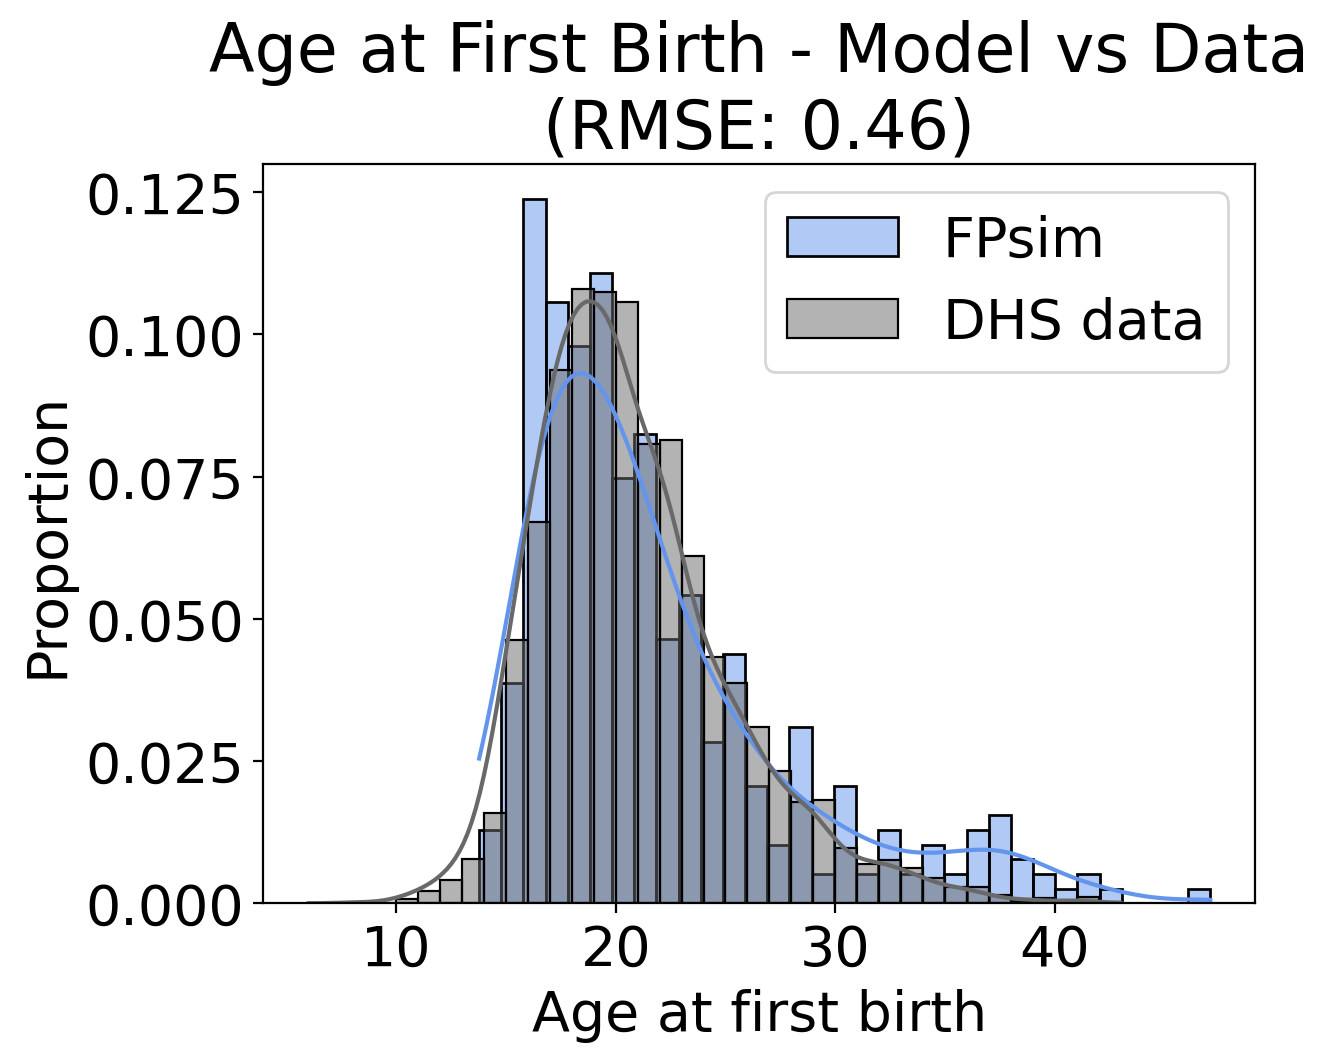 Age at First Birth - Model vs Data
(RMSE: 0.46)
FPsim
DHS data
Proportion
0.125
0.100
0.075
0.050
0.025
0.000
10 20 30 40
Age at first birth